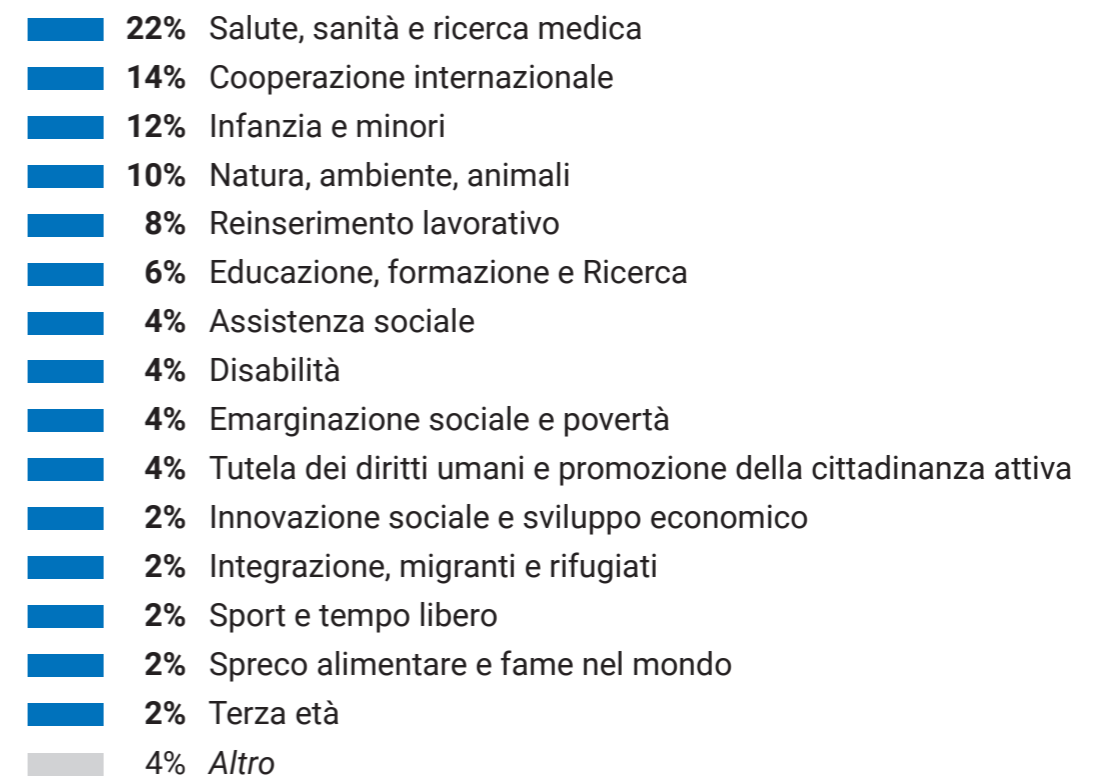 22% Salute, sanità e ricerca medica
14% Cooperazione internazionale
12% Infanzia e minori
10% Natura, ambiente, animali
8% Reinserimento lavorativo
6% Educazione, formazione e Ricerca
4% Assistenza sociale
4% Disabilità
4% Emarginazione sociale e povertà
4% Tutela dei diritti umani e promozione della cittadinanza attiva
2% Innovazione sociale e sviluppo economico
2% Integrazione, migranti e rifugiati
2% Sport e tempo libero
2% Spreco alimentare e fame nel mondo
2% Terza età
4% Altro